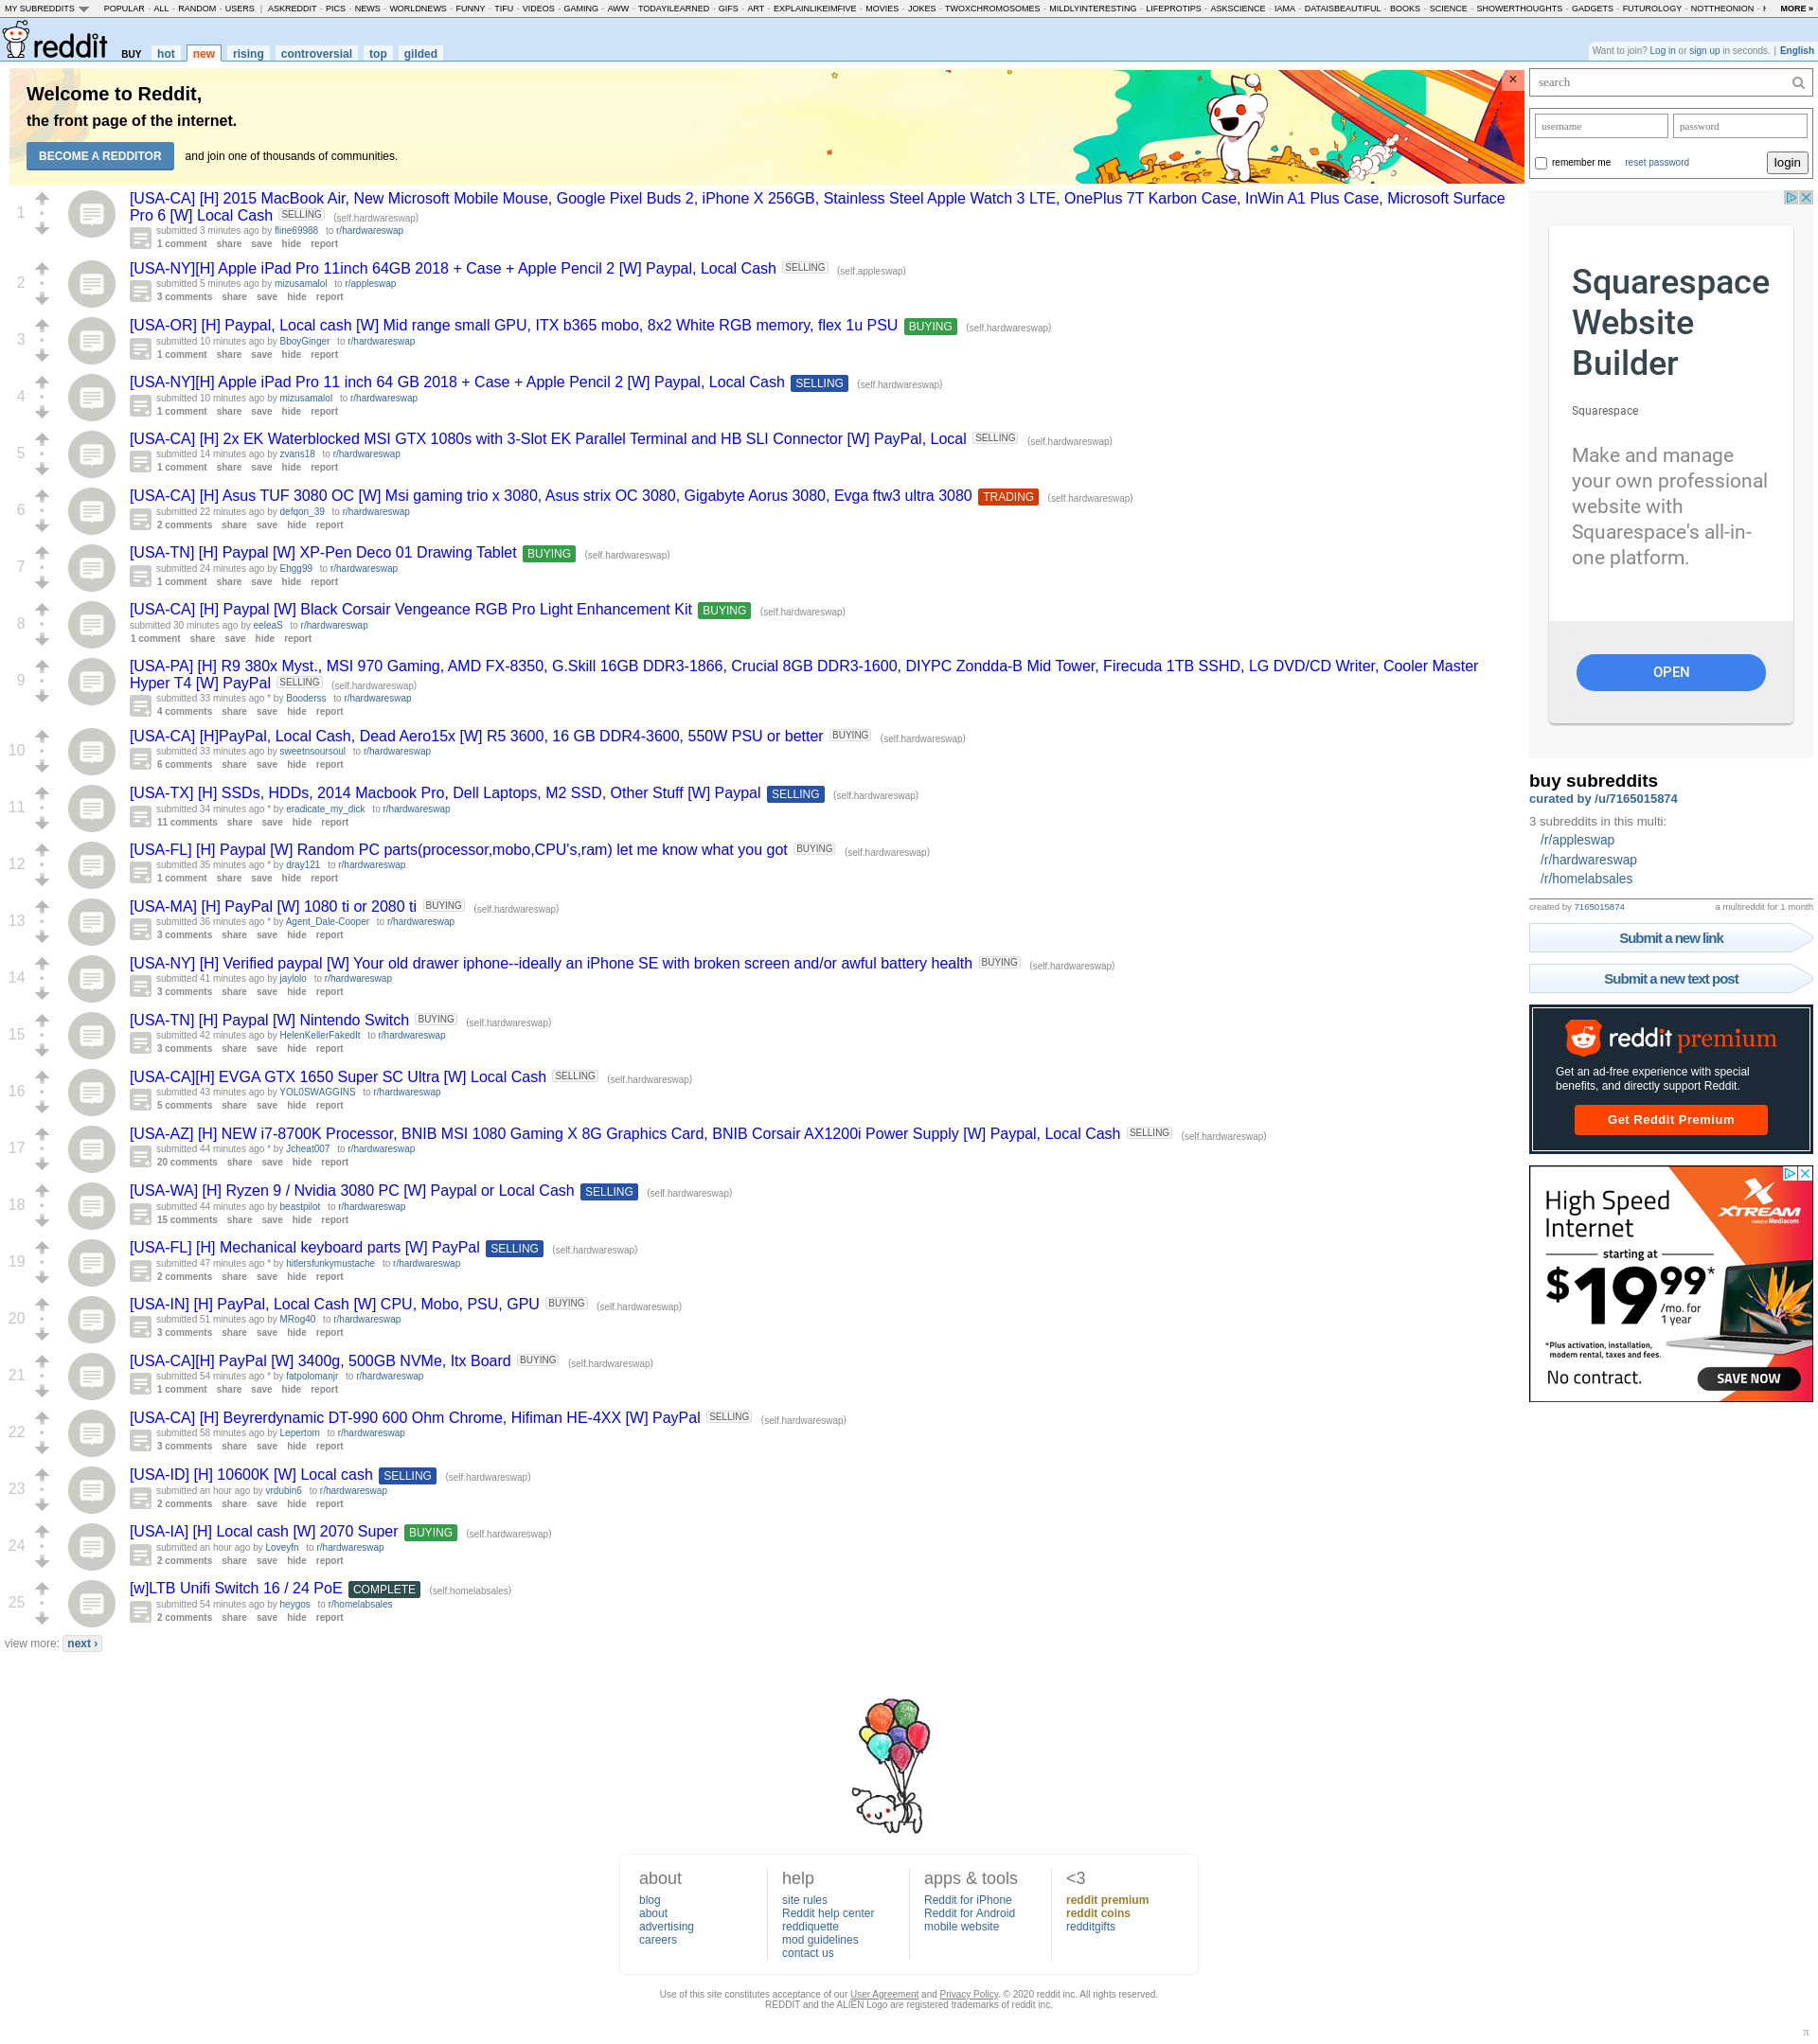 MY SUBREDDITS POPULAR - ALL - RANDOM - USERS | ASKREDDIT - PICS - NEWS - WORLDNEWS - FUNNY - TIFU - VIDEOS - GAMING - AWW - TODAYILEARNED - GIFS - ART - EXPLAINLIKEIMFIVE - MOVIES - JOKES - TWOXCHROMOSOMES - MILDLYINTERESTING - LIFEPROTIPS - ASKSCIENCE - IAMA - DATAISBEAUTIFUL - BOOKS - SCIENCE - SHOWERTHOUGHTS - GADGETS - FUTUROLOGY - NOTTHEONION - MORE »
reddit BUY hot new rising controversial top gilded
Want to join? Log in or sign up in seconds. | English
Welcome to Reddit,
the front page of the internet.
BECOME A REDDITOR and join one of thousands of communities.
×
1
[USA-CA] [H] 2015 MacBook Air, New Microsoft Mobile Mouse, Google Pixel Buds 2, iPhone X 256GB, Stainless Steel Apple Watch 3 LTE, OnePlus 7T Karbon Case, InWin A1 Plus Case, Microsoft Surface
Pro 6 [W] Local Cash SELLING (self.hardwareswap)
submitted 3 minutes ago by fline69988 to r/hardwareswap
1 comment share save hide report
2
[USA-NY][H] Apple iPad Pro 11inch 64GB 2018 + Case + Apple Pencil 2 [W] Paypal, Local Cash SELLING (self.appleswap)
submitted 5 minutes ago by mizusamalol to r/appleswap
3 comments share save hide report
3
[USA-OR] [H] Paypal, Local cash [W] Mid range small GPU, ITX b365 mobo, 8x2 White RGB memory, flex 1u PSU BUYING (self.hardwareswap)
submitted 10 minutes ago by BboyGinger to r/hardwareswap
1 comment share save hide report
4
[USA-NY][H] Apple iPad Pro 11 inch 64 GB 2018 + Case + Apple Pencil 2 [W] Paypal, Local Cash SELLING (self.hardwareswap)
submitted 10 minutes ago by mizusamalol to r/hardwareswap
1 comment share save hide report
5
[USA-CA] [H] 2x EK Waterblocked MSI GTX 1080s with 3-Slot EK Parallel Terminal and HB SLI Connector [W] PayPal, Local SELLING (self.hardwareswap)
submitted 14 minutes ago by zvans18 to r/hardwareswap
1 comment share save hide report
6
[USA-CA] [H] Asus TUF 3080 OC [W] Msi gaming trio x 3080, Asus strix OC 3080, Gigabyte Aorus 3080, Evga ftw3 ultra 3080 TRADING (self.hardwareswap)
submitted 22 minutes ago by defqon_39 to r/hardwareswap
2 comments share save hide report
7
[USA-TN] [H] Paypal [W] XP-Pen Deco 01 Drawing Tablet BUYING (self.hardwareswap)
submitted 24 minutes ago by Ehgg99 to r/hardwareswap
1 comment share save hide report
8
[USA-CA] [H] Paypal [W] Black Corsair Vengeance RGB Pro Light Enhancement Kit BUYING (self.hardwareswap)
submitted 30 minutes ago by eeleaS to r/hardwareswap
1 comment share save hide report
9
[USA-PA] [H] R9 380x Myst., MSI 970 Gaming, AMD FX-8350, G.Skill 16GB DDR3-1866, Crucial 8GB DDR3-1600, DIYPC Zondda-B Mid Tower, Firecuda 1TB SSHD, LG DVD/CD Writer, Cooler Master
Hyper T4 [W] PayPal SELLING (self.hardwareswap)
submitted 33 minutes ago * by Booderss to r/hardwareswap
4 comments share save hide report
10
[USA-CA] [H]PayPal, Local Cash, Dead Aero15x [W] R5 3600, 16 GB DDR4-3600, 550W PSU or better BUYING (self.hardwareswap)
submitted 33 minutes ago by sweetnsoursoul to r/hardwareswap
6 comments share save hide report
11
[USA-TX] [H] SSDs, HDDs, 2014 Macbook Pro, Dell Laptops, M2 SSD, Other Stuff [W] Paypal SELLING (self.hardwareswap)
submitted 34 minutes ago * by eradicate_my_dick to r/hardwareswap
11 comments share save hide report
12
[USA-FL] [H] Paypal [W] Random PC parts(processor,mobo,CPU's,ram) let me know what you got BUYING (self.hardwareswap)
submitted 35 minutes ago * by dray121 to r/hardwareswap
1 comment share save hide report
13
[USA-MA] [H] PayPal [W] 1080 ti or 2080 ti BUYING (self.hardwareswap)
submitted 36 minutes ago * by Agent_Dale-Cooper to r/hardwareswap
3 comments share save hide report
14
[USA-NY] [H] Verified paypal [W] Your old drawer iphone--ideally an iPhone SE with broken screen and/or awful battery health BUYING (self.hardwareswap)
submitted 41 minutes ago by jaylolo to r/hardwareswap
3 comments share save hide report
15
[USA-TN] [H] Paypal [W] Nintendo Switch BUYING (self.hardwareswap)
submitted 42 minutes ago by HelenKellerFakedIt to r/hardwareswap
3 comments share save hide report
16
[USA-CA][H] EVGA GTX 1650 Super SC Ultra [W] Local Cash SELLING (self.hardwareswap)
submitted 43 minutes ago by YOL0SWAGGINS to r/hardwareswap
5 comments share save hide report
17
[USA-AZ] [H] NEW i7-8700K Processor, BNIB MSI 1080 Gaming X 8G Graphics Card, BNIB Corsair AX1200i Power Supply [W] Paypal, Local Cash SELLING (self.hardwareswap)
submitted 44 minutes ago * by Jcheat007 to r/hardwareswap
20 comments share save hide report
18
[USA-WA] [H] Ryzen 9 / Nvidia 3080 PC [W] Paypal or Local Cash SELLING (self.hardwareswap)
submitted 44 minutes ago by beastpilot to r/hardwareswap
15 comments share save hide report
19
[USA-FL] [H] Mechanical keyboard parts [W] PayPal SELLING (self.hardwareswap)
submitted 47 minutes ago * by hitlersfunkymustache to r/hardwareswap
2 comments share save hide report
20
[USA-IN] [H] PayPal, Local Cash [W] CPU, Mobo, PSU, GPU BUYING (self.hardwareswap)
submitted 51 minutes ago by MRog40 to r/hardwareswap
3 comments share save hide report
21
[USA-CA][H] PayPal [W] 3400g, 500GB NVMe, Itx Board BUYING (self.hardwareswap)
submitted 54 minutes ago * by fatpolomanjr to r/hardwareswap
1 comment share save hide report
22
[USA-CA] [H] Beyrerdynamic DT-990 600 Ohm Chrome, Hifiman HE-4XX [W] PayPal SELLING (self.hardwareswap)
submitted 58 minutes ago by Lepertom to r/hardwareswap
3 comments share save hide report
23
[USA-ID] [H] 10600K [W] Local cash SELLING (self.hardwareswap)
submitted an hour ago by vrdubin6 to r/hardwareswap
2 comments share save hide report
24
[USA-IA] [H] Local cash [W] 2070 Super BUYING (self.hardwareswap)
submitted an hour ago by Loveyfn to r/hardwareswap
2 comments share save hide report
25
[w]LTB Unifi Switch 16 / 24 PoE COMPLETE (self.homelabsales)
submitted 54 minutes ago by heygos to r/homelabsales
2 comments share save hide report
view more: next ›
search
username password
remember me reset password login
Squarespace
Website
Builder
Squarespace
Make and manage
your own professional
website with
Squarespace's all-in-
one platform.
OPEN
buy subreddits
curated by /u/7165015874
3 subreddits in this multi:
/r/appleswap
/r/hardwareswap
/r/homelabsales
created by 7165015874 a multireddit for 1 month
Submit a new link
Submit a new text post
reddit premium
Get an ad-free experience with special
benefits, and directly support Reddit.
Get Reddit Premium
High Speed
Internet
XTREAM
POWERED BY Mediacom
starting at
$1999*
/mo. for
1 year
*Plus activation, installation,
modem rental, taxes and fees.
No contract. SAVE NOW
about
blog
about
advertising
careers
help
site rules
Reddit help center
reddiquette
mod guidelines
contact us
apps & tools
Reddit for iPhone
Reddit for Android
mobile website
<3
reddit premium
reddit coins
redditgifts
Use of this site constitutes acceptance of our User Agreement and Privacy Policy. © 2020 reddit inc. All rights reserved.
REDDIT and the ALIEN Logo are registered trademarks of reddit inc.
π